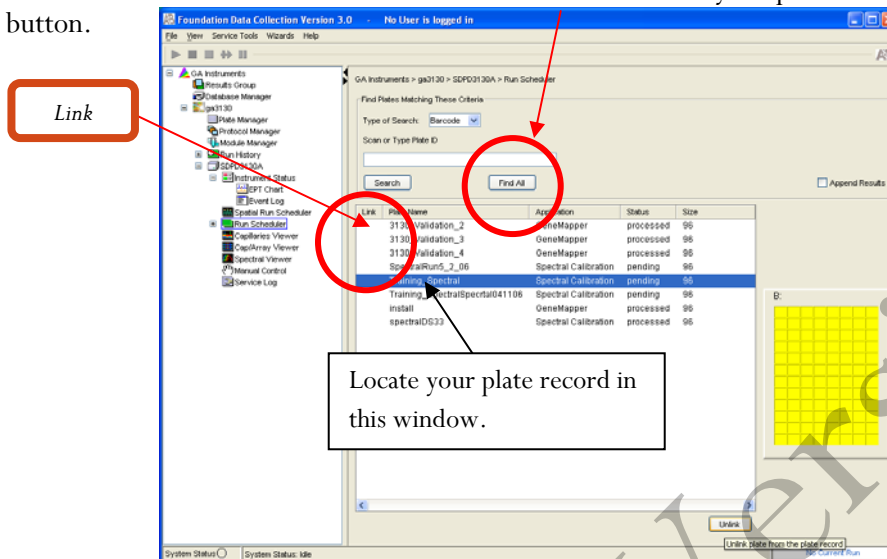 button.
Link
Foundation Data Collection Version 3.0 - No User is logged in
File View Service Tools Wizards Help
GA Instruments
Results Group
Database Manager
ga3130
Plate Manager
Protocol Manager
Module Manager
Run History
SDPD3130A
Instrument Status
EPT Chart
Event Log
Spatial Run Scheduler
Run Scheduler
Capillaries Viewer
Cap/Array Viewer
Spectral Viewer
Manual Control
Service Log
GA Instruments > ga3130 > SDPD3130A > Run Scheduler
Find Plates Matching These Criteria
Type of Search: Barcode
Scan or Type Plate ID
Search Find All Append Results
Link Plate Name Application Status Size
3130_Validation_2 GeneMapper processed 96
3130_Validation_3 GeneMapper processed 96
3130_Validation_4 GeneMapper processed 96
SpectralRun5_2_06 Spectral Calibration pending 96
Training_Spectral Spectral Calibration pending 96
Training_SpectralSpecrtal041106 Spectral Calibration pending 96
install GeneMapper processed 96
spectralDS33 Spectral Calibration processed 96
B:
Locate your plate record in
this window.
Unlink
Unlink plate from the plate record
System Status System Status: Idle No Current Run